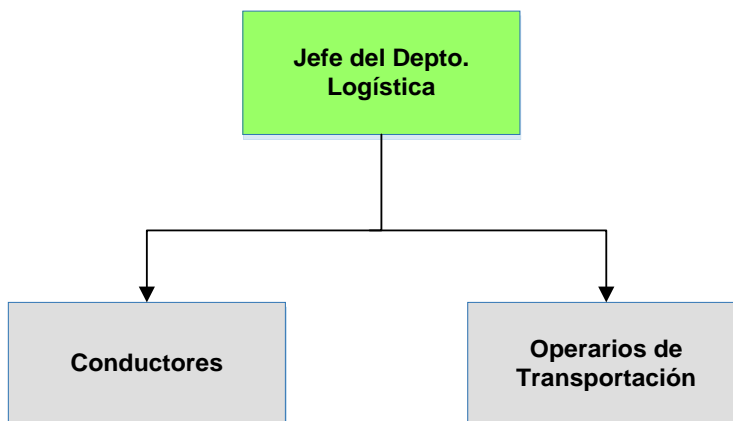 Jefe del Depto.
Logística
Conductores
Operarios de
Transportación